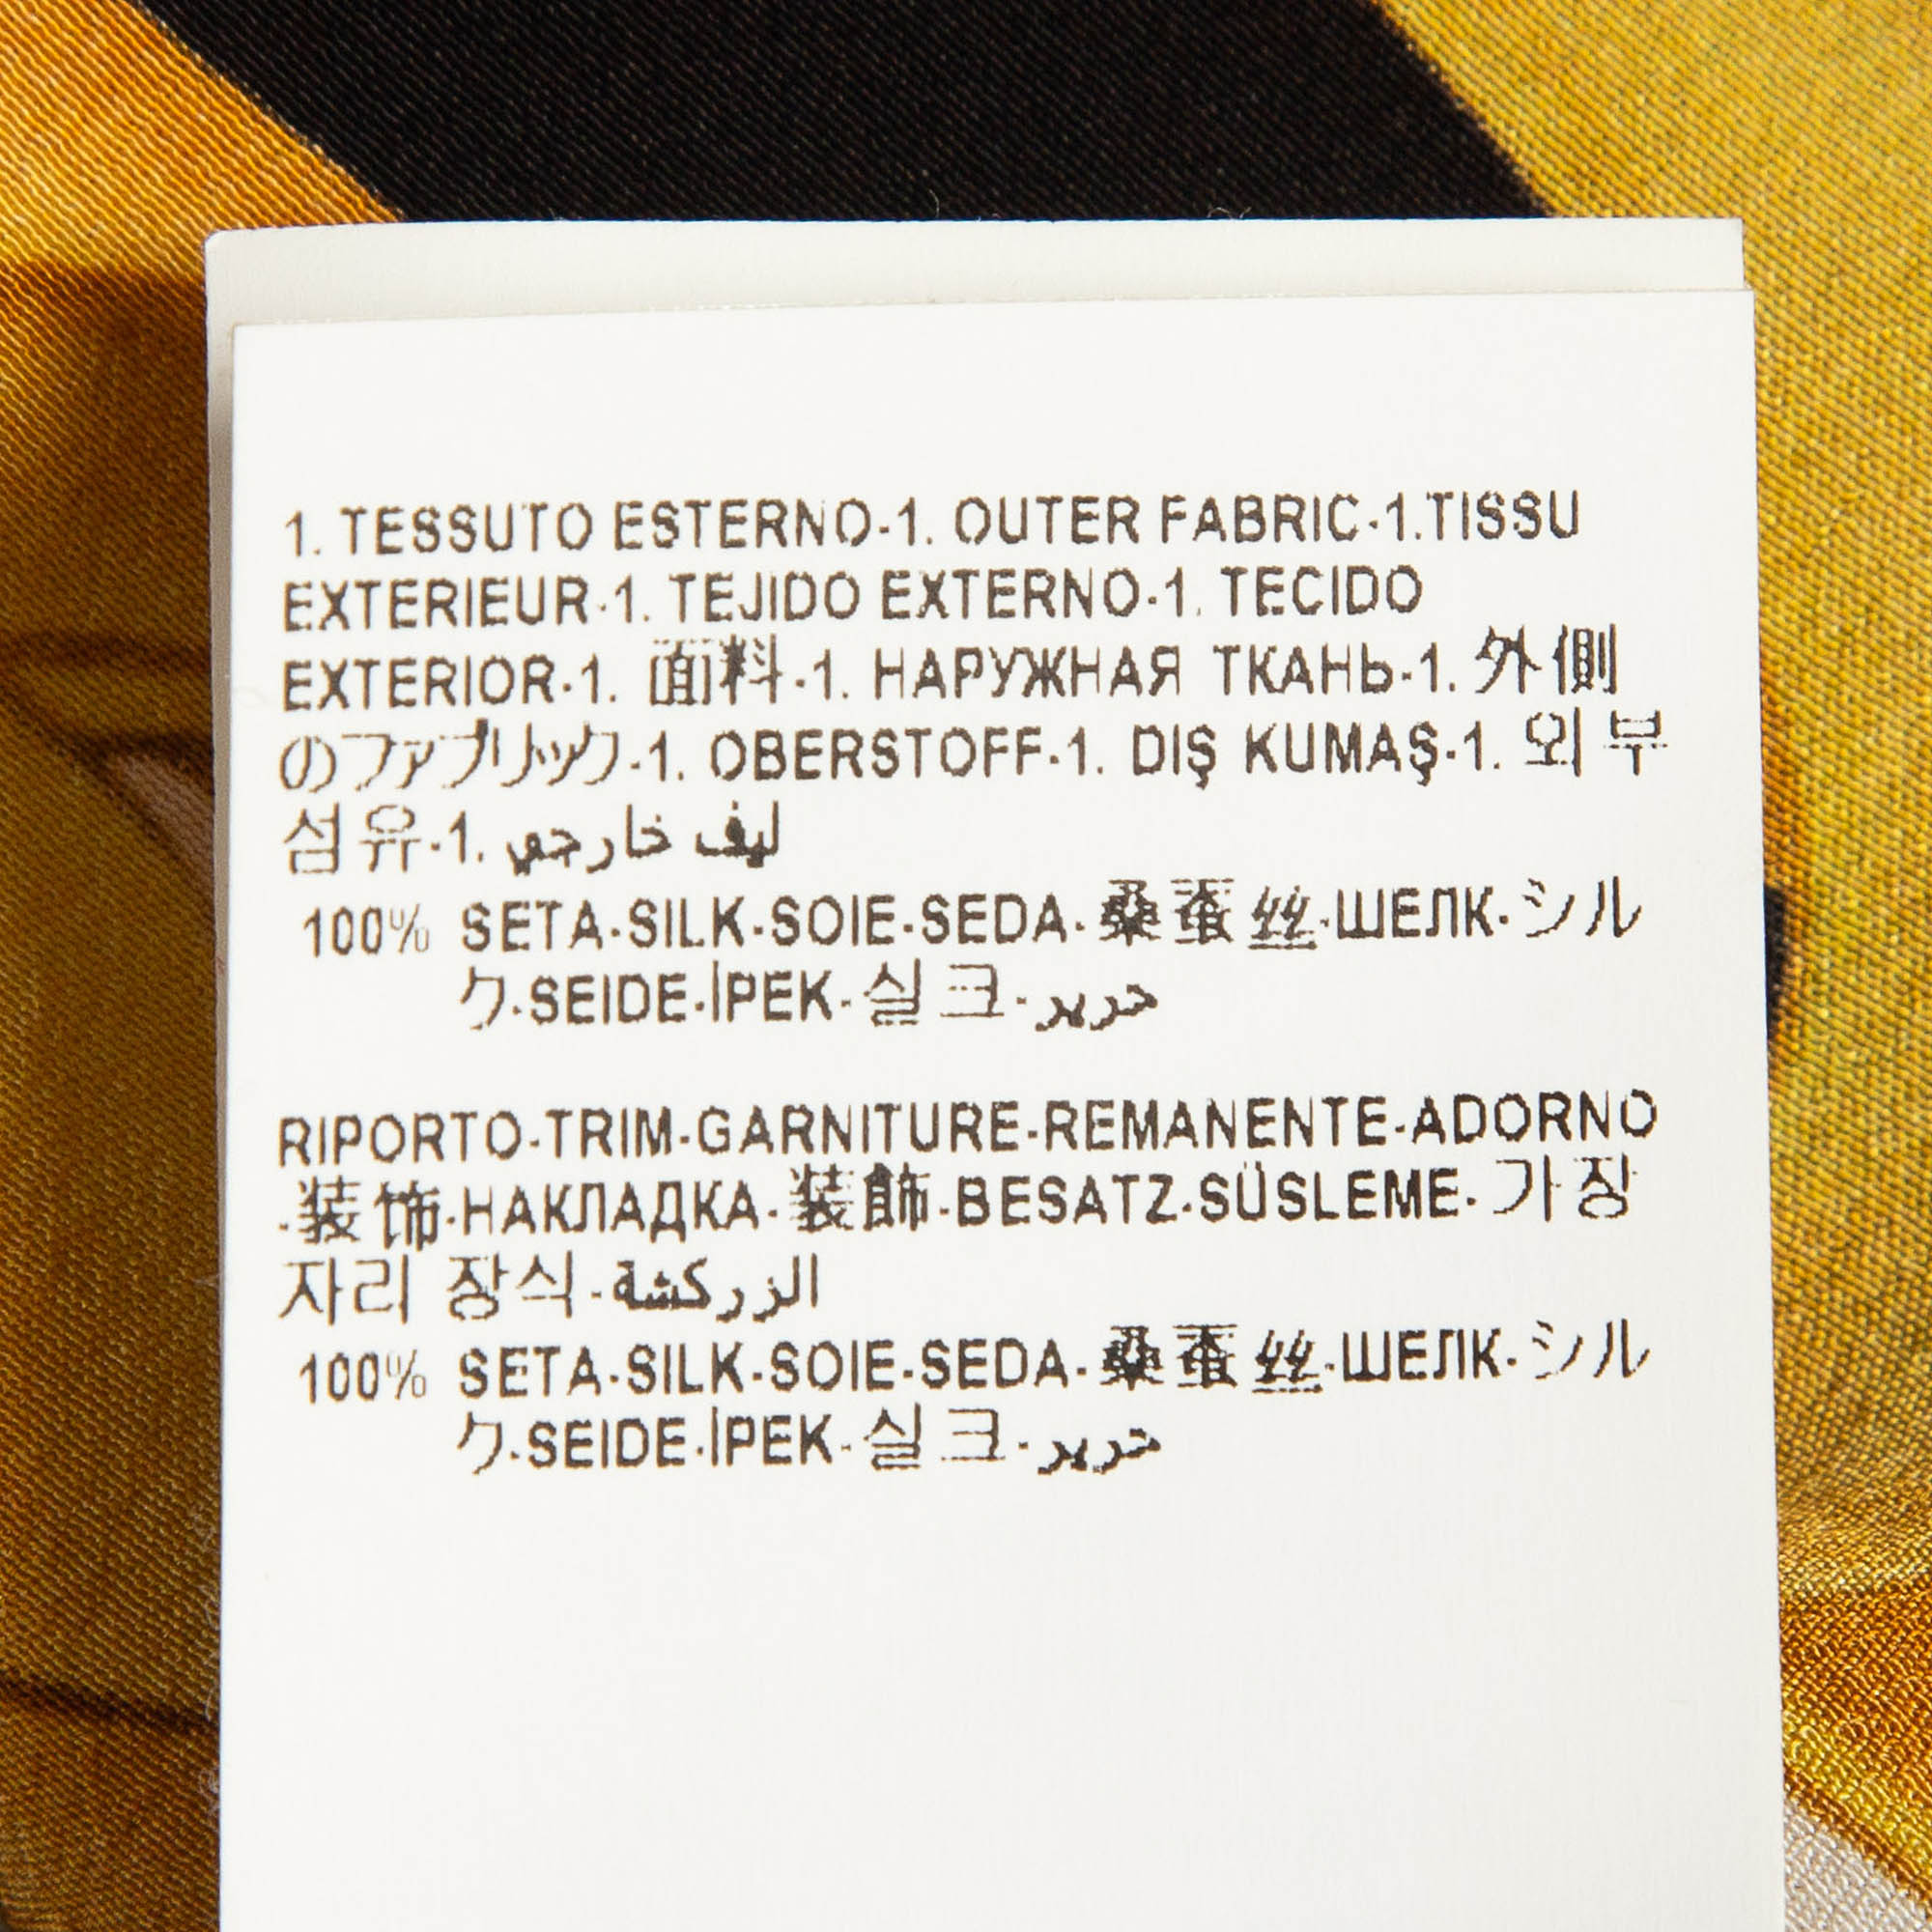 1. TESSUTO ESTERNO-1. OUTER FABRIC-1.TISSU
EXTERIEUR-1. TEJIDO EXTERNO-1. TECIDO
EXTERIOR-1. 面料-1. НАРУЖНАЯ ТКАНЬ-1. 外側
のファブリック-1. OBERSTOFF-1. DIŞ KUMAŞ-1. 외부
섬유-1. ليف خارجي
100% SETA-SILK-SOIE-SEDA-桑蚕丝-ШЕЛК-シル
ク-SEIDE-İPEK-실크-حرير
RIPORTO-TRIM-GARNITURE-REMANENTE-ADORNO
-装饰-НАКЛАДКА-装飾-BESATZ-SÜSLEME-가장
자리 장식-الزركشة
100% SETA-SILK-SOIE-SEDA-桑蚕丝-ШЕЛК-シル
ク-SEIDE-İPEK-실크-حرير